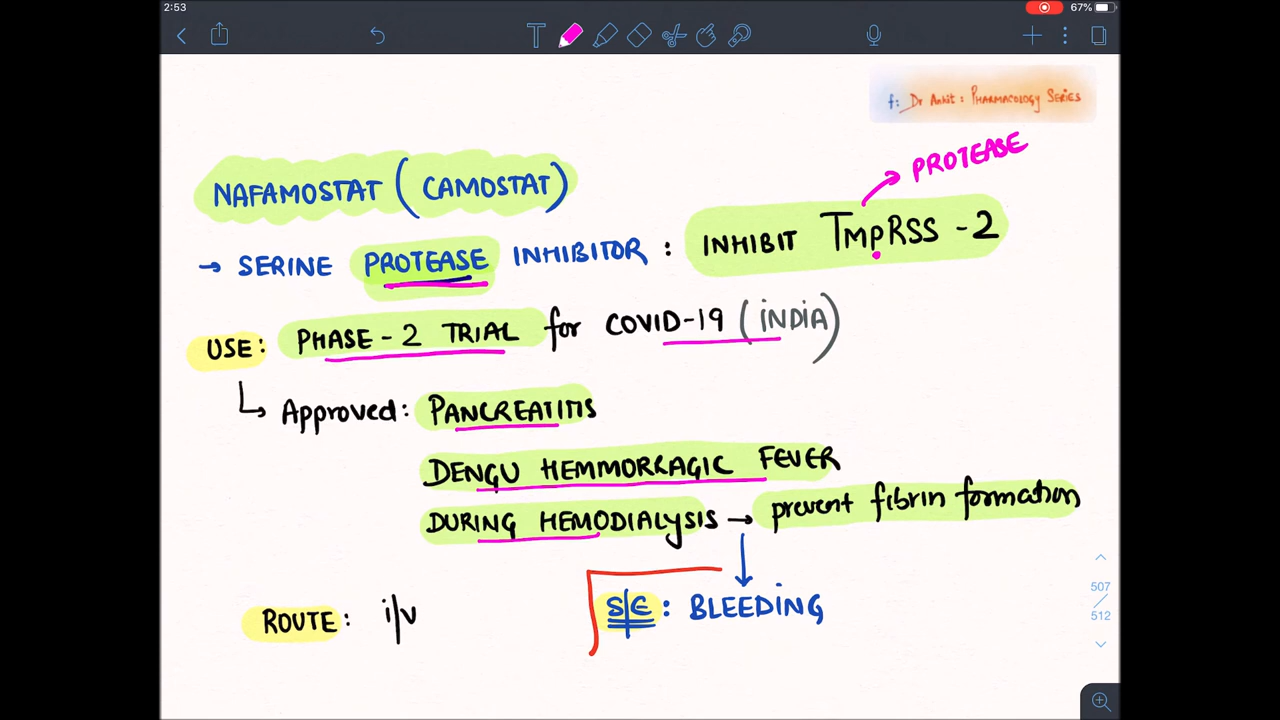 2:53
67%
T
f: Dr Ankit : PHARMACOLOGY SERIES
PROTEASE
NAFAMOSTAT (CAMOSTAT)
→ SERINE PROTEASE INHIBITOR : INHIBIT TmpRSS -2
USE: PHASE - 2 TRIAL for COVID-19 (INDIA)
Approved: PANCREATITIS
DENGU HEMMORRAGIC FEVER
DURING HEMODIALYSIS → prevent fibrin formation
ROUTE: i/v
S/E : BLEEDING
507
/
512